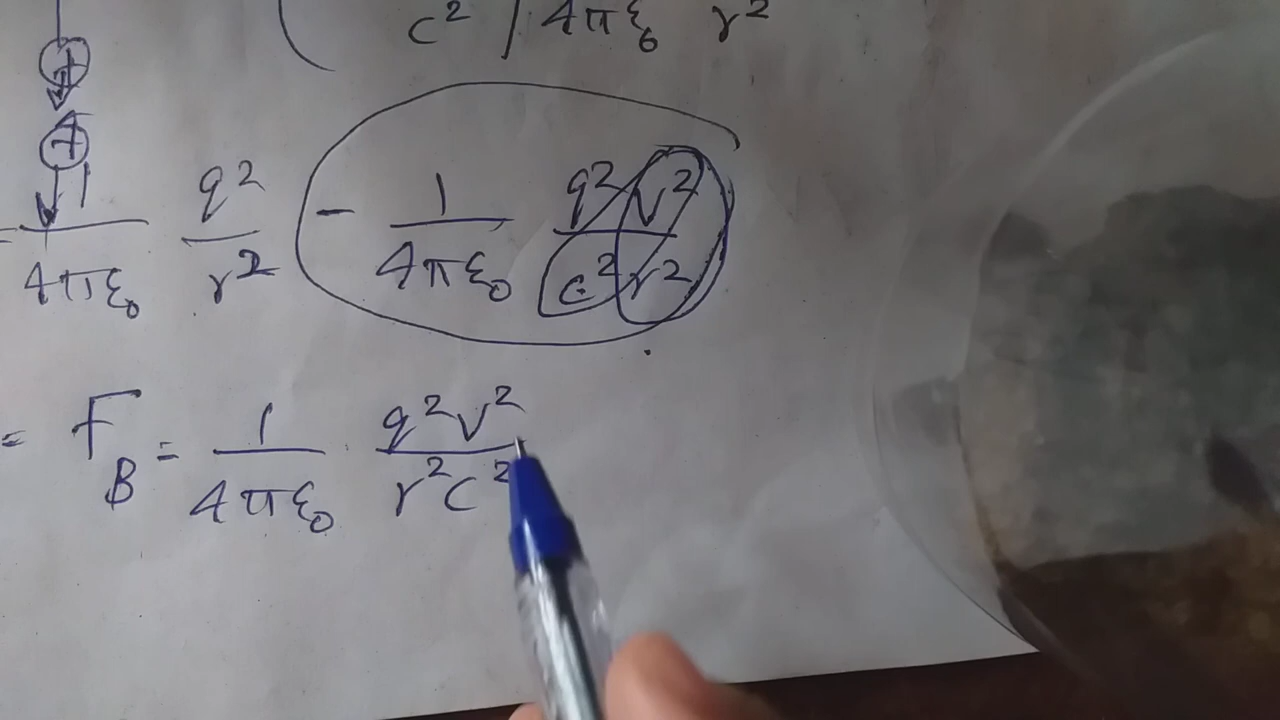 c² / 4πε₀ r²
+
+
= 1/4πε₀ q²/r² - 1/4πε₀ q²v²/c²r²
= F_B = 1/4πε₀ · q²v²/r²c²